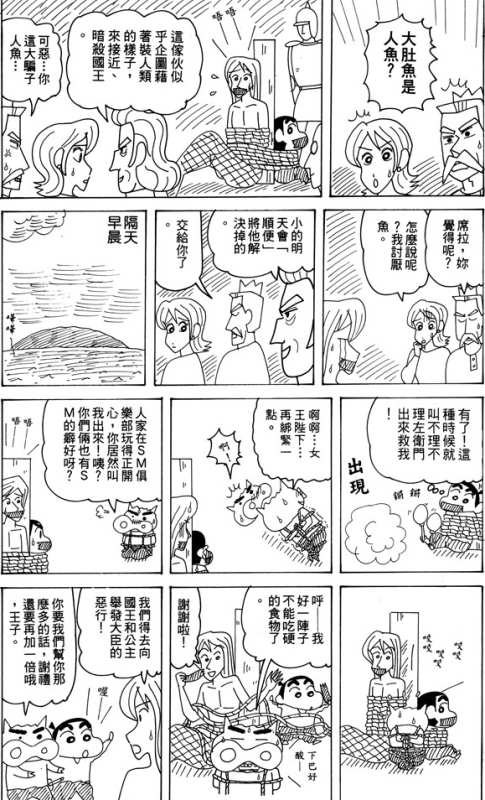 大肚魚是
人魚？
唔
唔
這傢伙似
乎企圖藉
著裝人類
的樣子，
來接近、
暗殺國王
可惡…你
這大騙子
人魚…
席拉，妳
覺得呢？
怎麼說呢
？我討厭
魚。
小的明
天會「
順便」
將他解
決掉的
。
交給你了
。
隔天
早晨
有了！這
種時候就
叫不理不
理左衛門
出來救我
出現
啊啊…女
王陛下…
再綁緊一
點。
啊！
人家在SM俱
樂部玩得正開
心，你居然叫
我出來！咦？
你們倆也有S
M的癖好呀？
唔
唔
呼——我
好一陣子
不能吃硬
的食物了
謝謝啦！
下巴好
酸—
我們得去向
國王和公主
舉發大臣的
惡行！
喔
你要我們幫你那
麼多的話，謝禮
還要再加一倍哦
，王子。